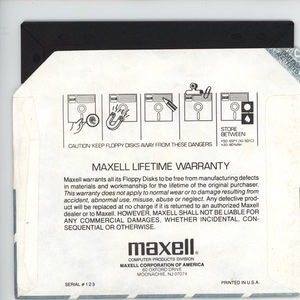 STORE
BETWEEN
CAUTION! KEEP FLOPPY DISKS AWAY FROM THESE DANGERS
MAXELL LIFETIME WARRANTY
Maxell warrants all its Floppy Disks to be free from manufacturing defects
in materials and workmanship for the lifetime of the original purchaser.
This warranty does not apply to normal wear or to damage resulting from
accident, abnormal use, misuse, abuse or neglect. Any defective prod-
uct will be replaced at no charge if it is returned to an authorized Maxell
dealer or to Maxell. HOWEVER, MAXELL SHALL NOT BE LIABLE FOR
ANY COMMERCIAL DAMAGES, WHETHER INCIDENTAL, CON-
SEQUENTIAL OR OTHERWISE.
maxell
COMPUTER PRODUCTS DIVISION
MAXELL CORPORATION OF AMERICA
60 OXFORD DRIVE
MOONACHIE, NJ 07074
SERIAL #123
PRINTED IN U.S.A.